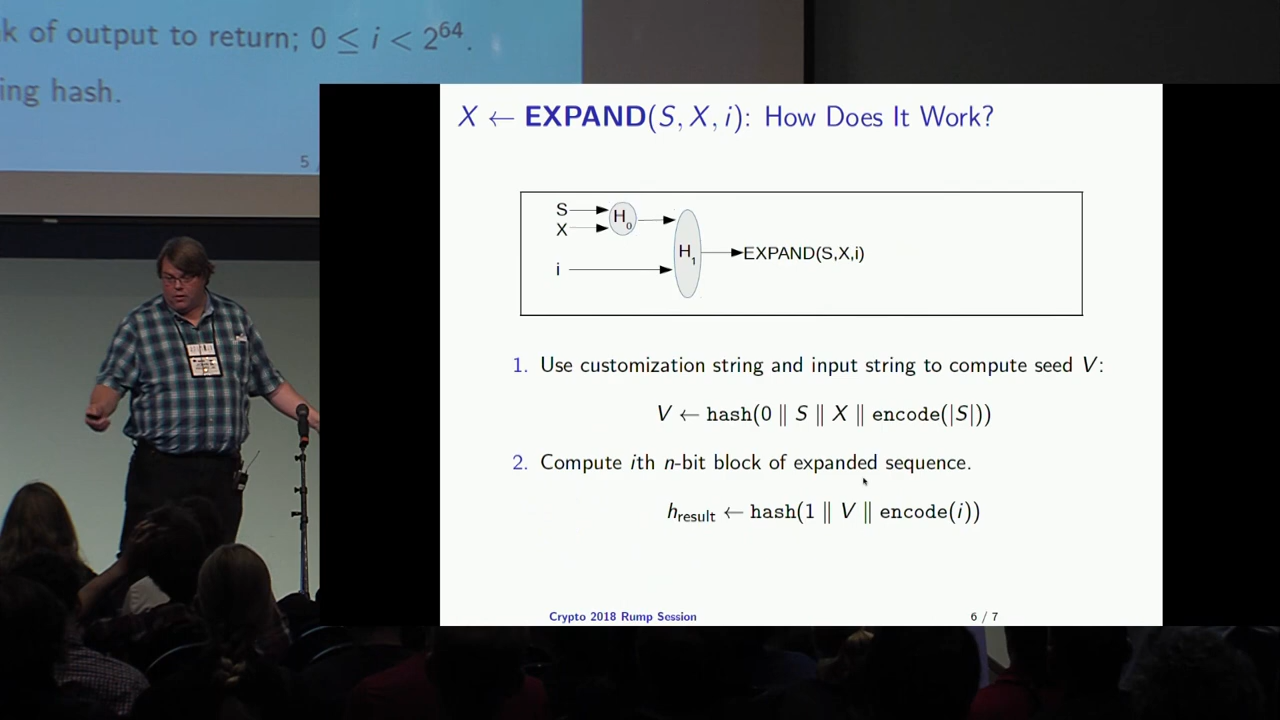 k of output to return; 0 ≤ i < 2⁶⁴.
ing hash.
5 /
X ← EXPAND(S, X, i): How Does It Work?
S
X
H₀
i
H₁
EXPAND(S,X,i)
1. Use customization string and input string to compute seed V:
V ← hash(0 ∥ S ∥ X ∥ encode(|S|))
2. Compute ith n-bit block of expanded sequence.
h_result ← hash(1 ∥ V ∥ encode(i))
Crypto 2018 Rump Session 6 / 7